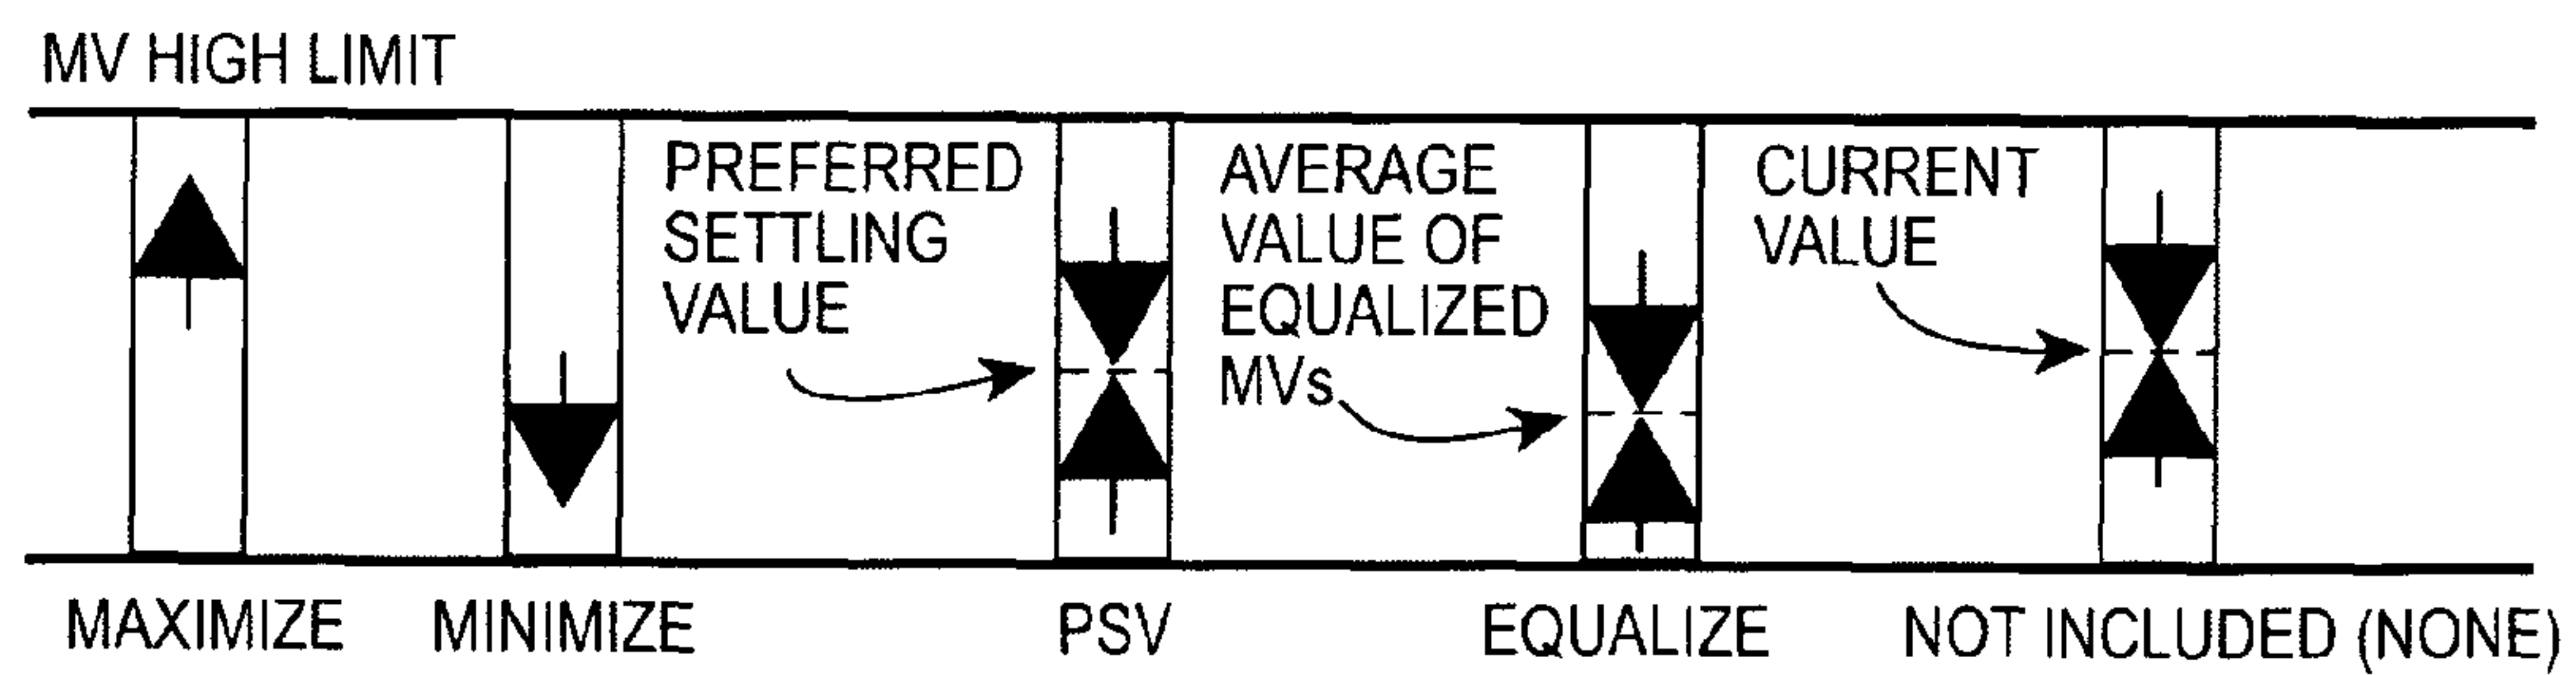 MV HIGH LIMIT
PREFERRED
SETTLING
VALUE
AVERAGE
VALUE OF
EQUALIZED
MVs
CURRENT
VALUE
MAXIMIZE
MINIMIZE
PSV
EQUALIZE
NOT INCLUDED (NONE)